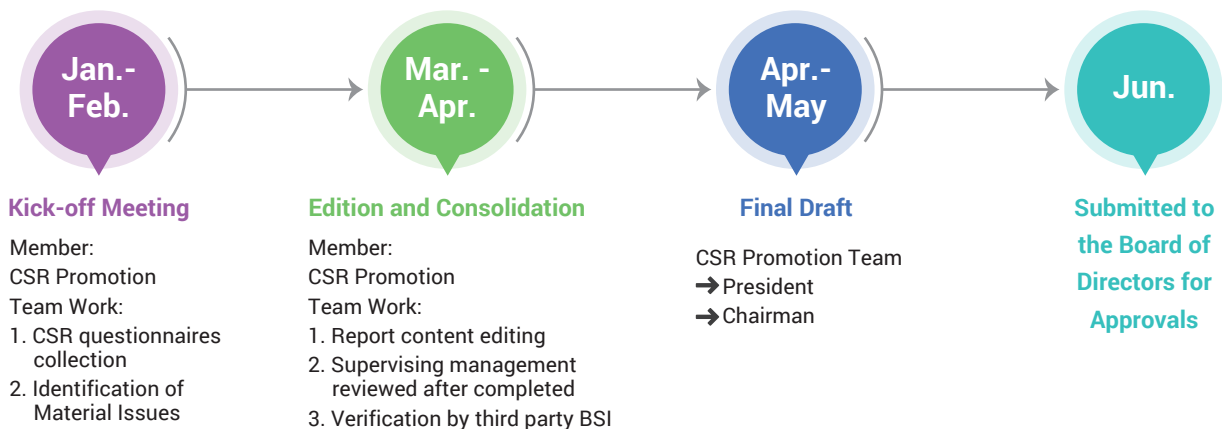 Jan.-
Feb.
Kick-off Meeting
Member:
CSR Promotion
Team Work:
1. CSR questionnaires
collection
2. Identification of
Material Issues
Mar. -
Apr.
Edition and Consolidation
Member:
CSR Promotion
Team Work:
1. Report content editing
2. Supervising management
reviewed after completed
3. Verification by third party BSI
Apr.-
May
Final Draft
CSR Promotion Team
➔ President
➔ Chairman
Jun.
Submitted to
the Board of
Directors for
Approvals